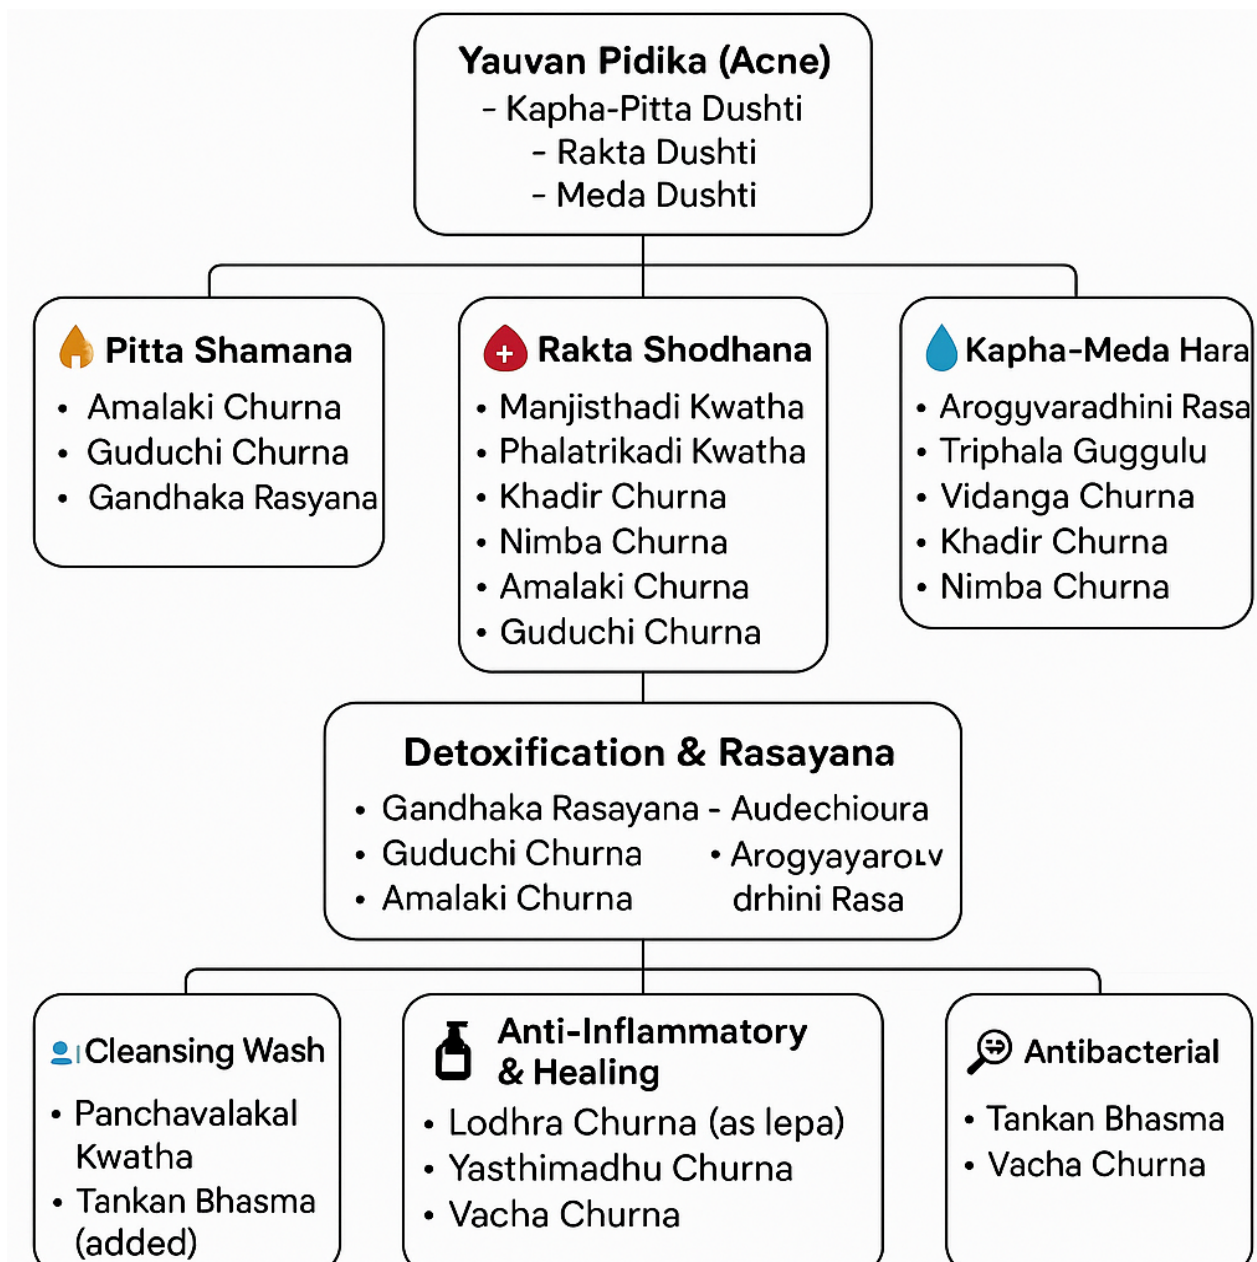 Yauvan Pidika (Acne)
- Kapha-Pitta Dushti
- Rakta Dushti
- Meda Dushti
Pitta Shamana
• Amalaki Churna
• Guduchi Churna
• Gandhaka Rasyana
Rakta Shodhana
• Manjisthadi Kwatha
• Phalatrikadi Kwatha
• Khadir Churna
• Nimba Churna
• Amalaki Churna
• Guduchi Churna
Kapha-Meda Hara
• Arogyvaradhini Rasa
• Triphala Guggulu
• Vidanga Churna
• Khadir Churna
• Nimba Churna
Detoxification & Rasayana
• Gandhaka Rasayana
• Guduchi Churna
• Amalaki Churna
- Audechioura
• Arogyayaroʟv
drhini Rasa
Cleansing Wash
• Panchavalakal
Kwatha
• Tankan Bhasma
(added)
Anti-Inflammatory
& Healing
• Lodhra Churna (as lepa)
• Yasthimadhu Churna
• Vacha Churna
Antibacterial
• Tankan Bhasma
• Vacha Churna